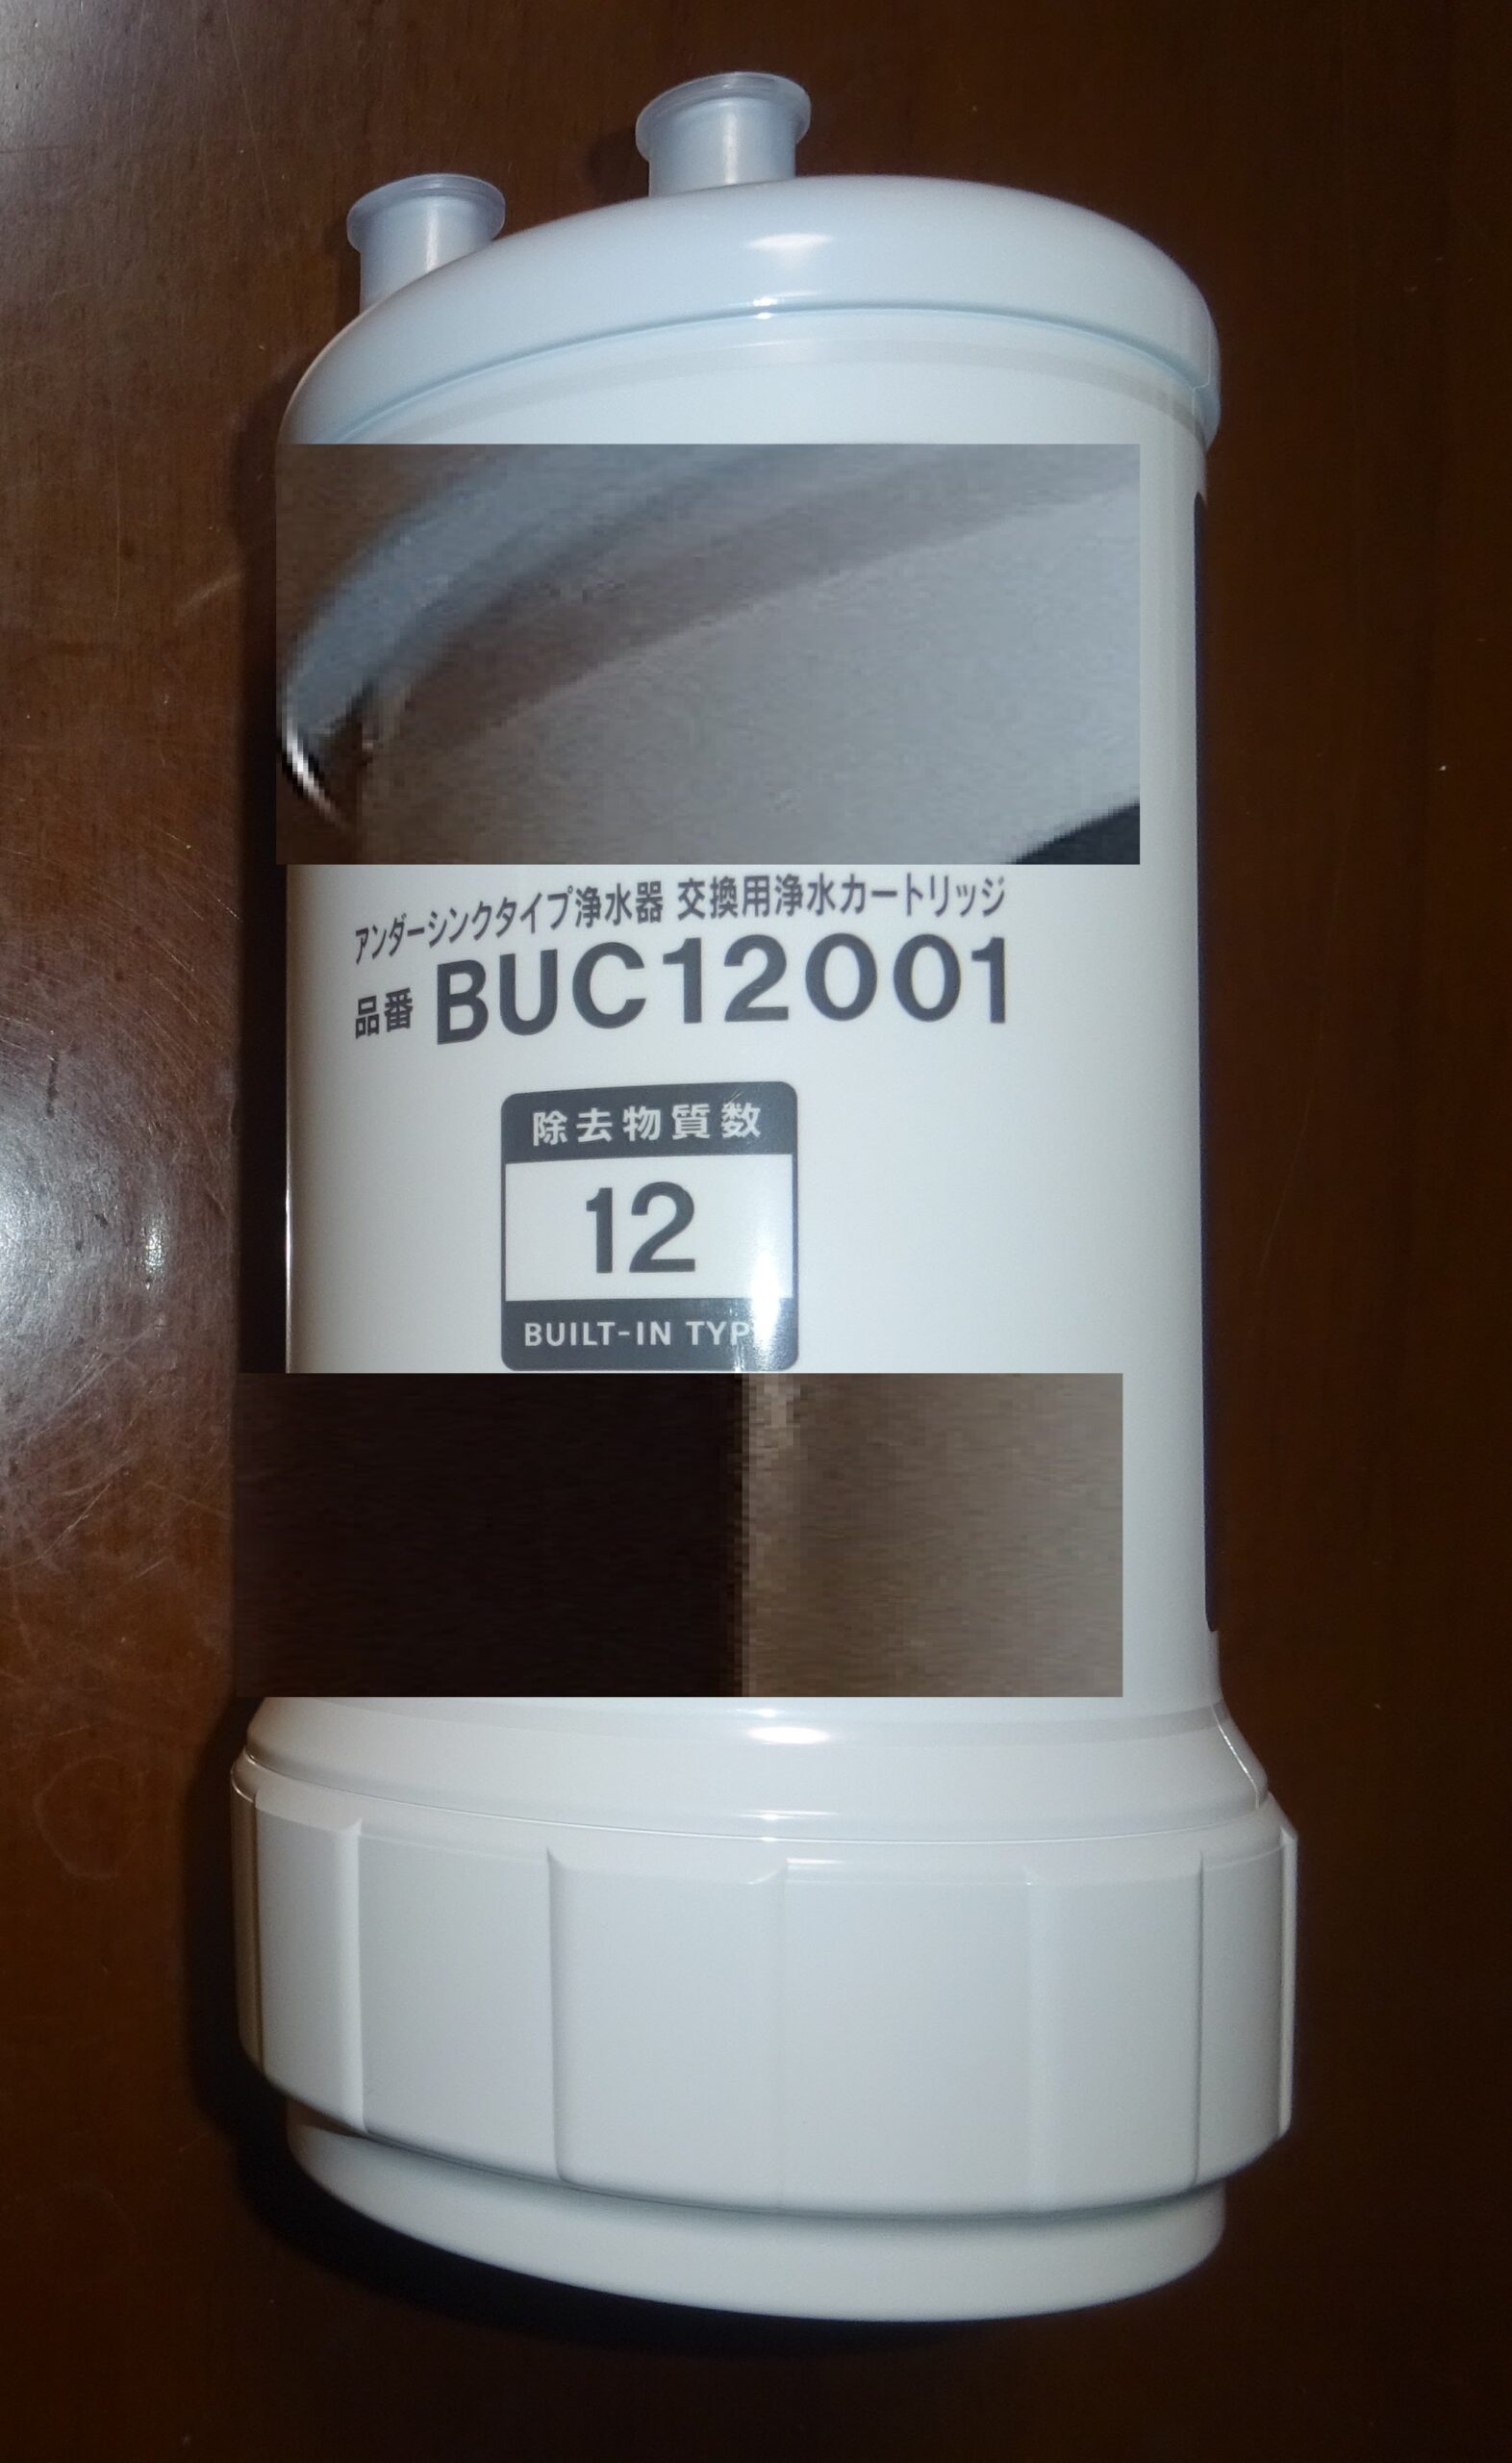 アンダーシンクタイプ浄水器 交換用浄水カートリッジ
品番 BUC12001
除去物質数
12
BUILT-IN TYP